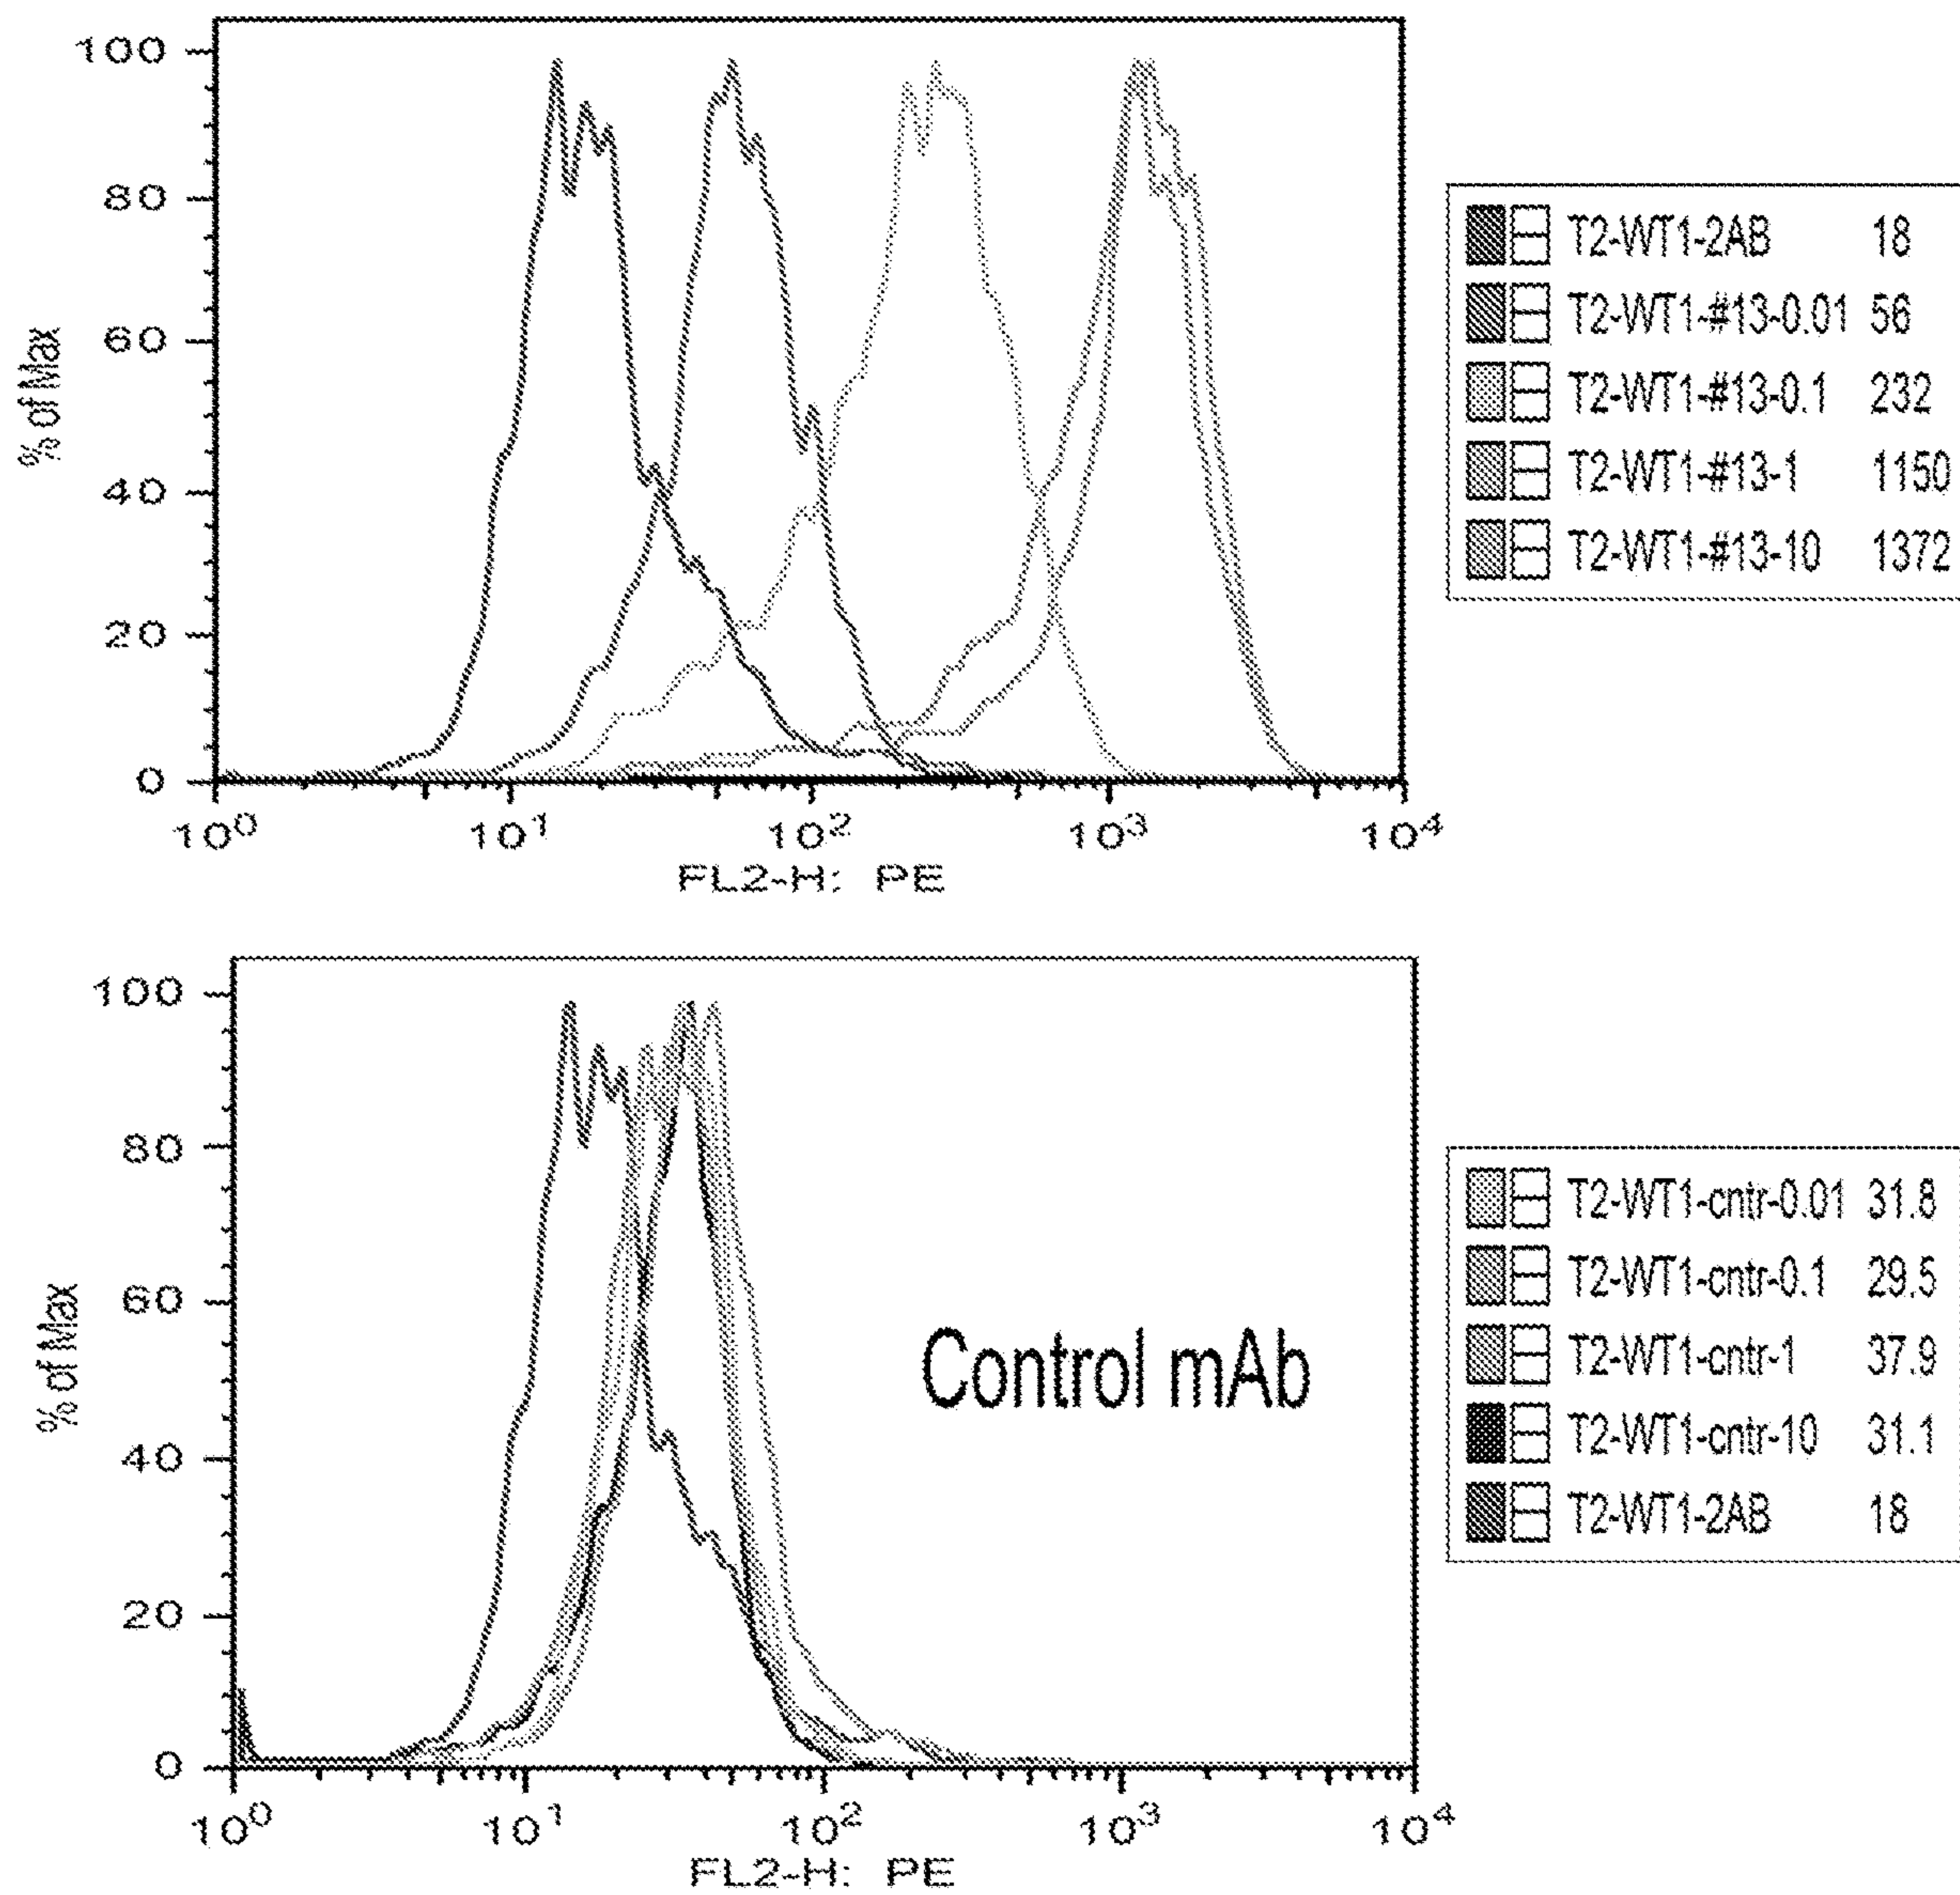 100
80
60
40
20
0
% of Max
10⁰ 10¹ 10² 10³ 10⁴
FL2-H: PE
T2-WT1-2AB 18
T2-WT1-#13-0.01 56
T2-WT1-#13-0.1 232
T2-WT1-#13-1 1150
T2-WT1-#13-10 1372
100
80
60
40
20
0
% of Max
Control mAb
10⁰ 10¹ 10² 10³ 10⁴
FL2-H: PE
T2-WT1-cntr-0.01 31.8
T2-WT1-cntr-0.1 29.5
T2-WT1-cntr-1 37.9
T2-WT1-cntr-10 31.1
T2-WT1-2AB 18